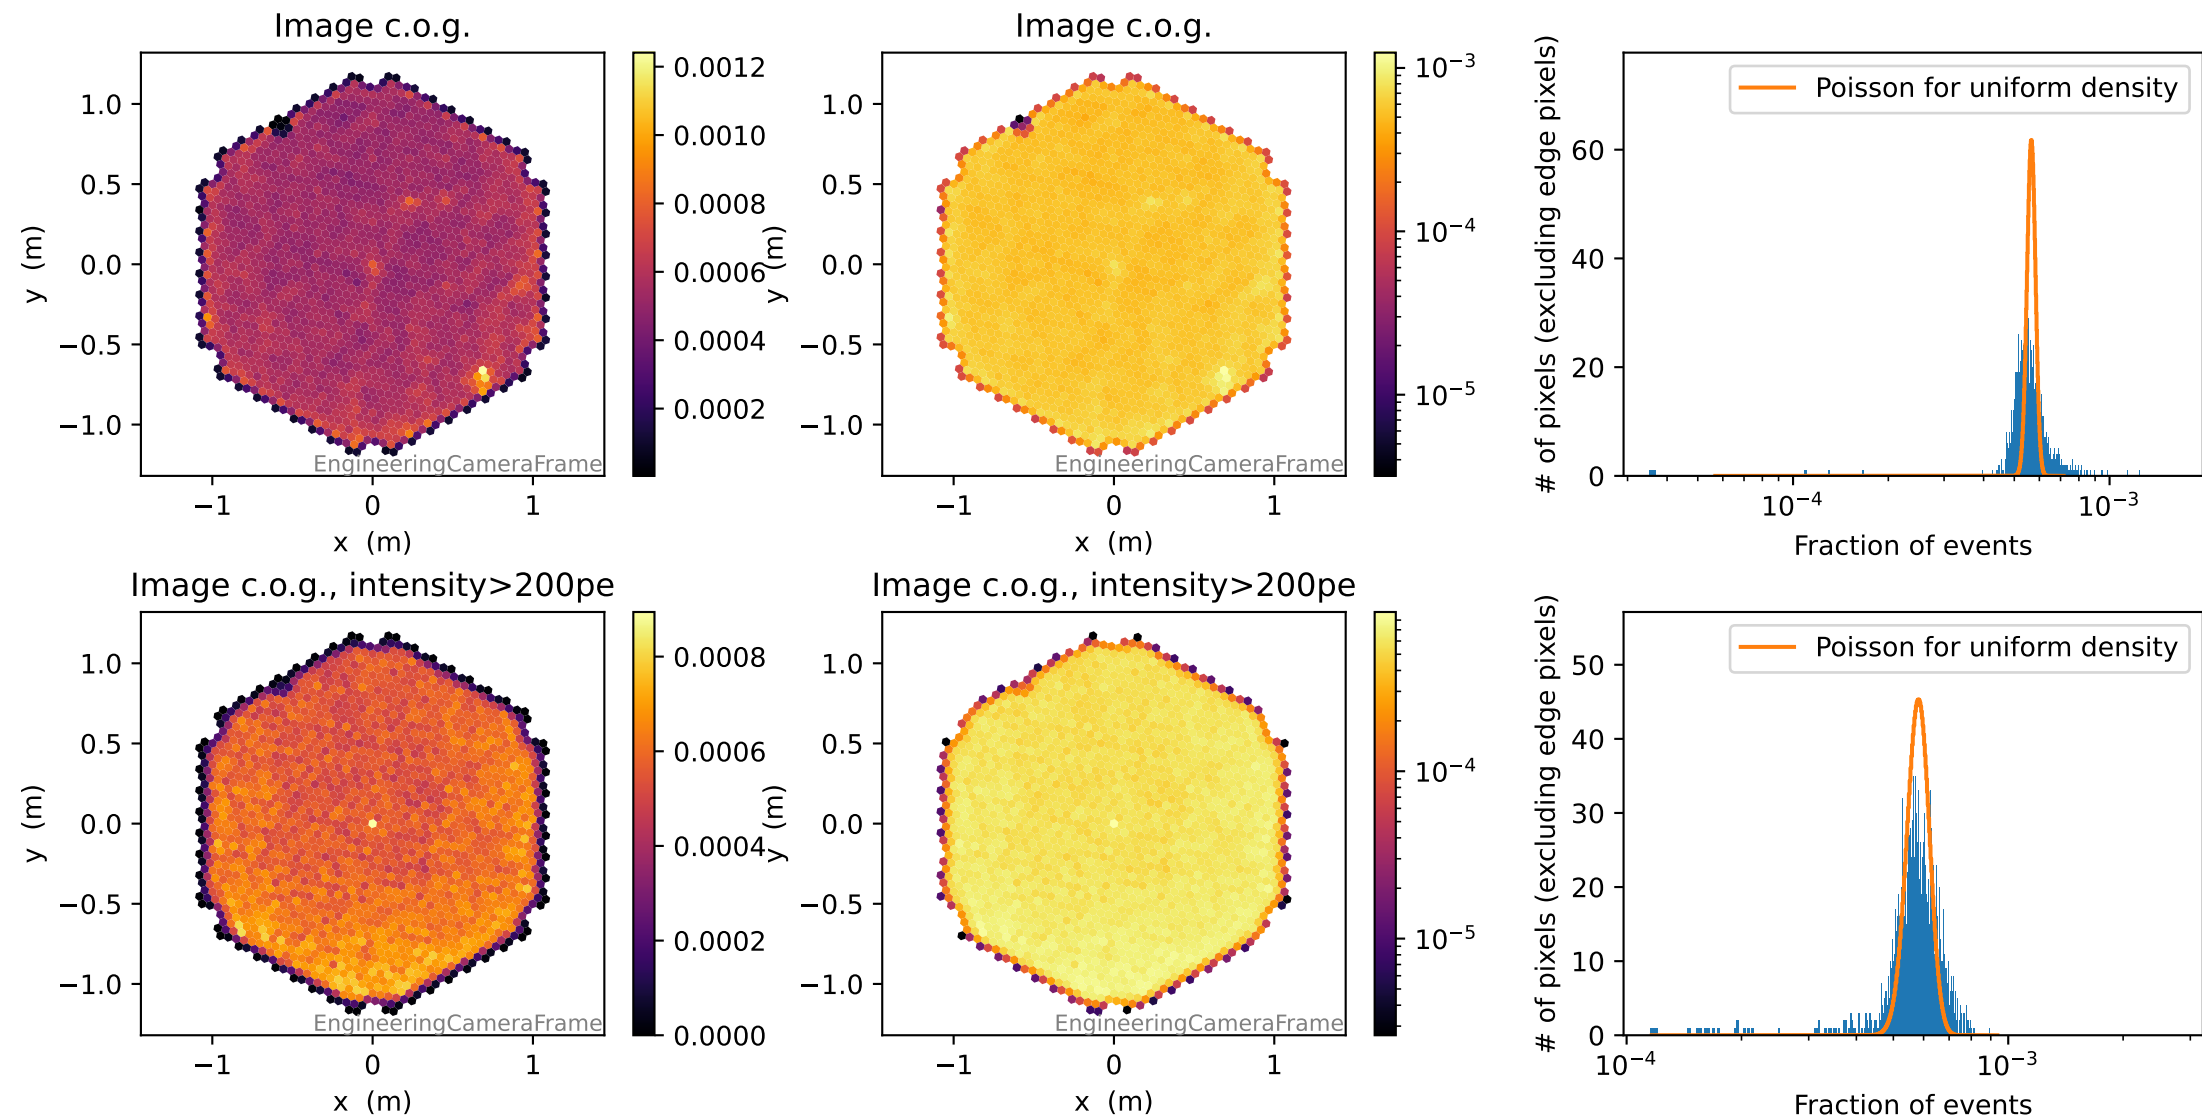 Image c.o.g.
1.0
0.5
0.0
−0.5
−1.0
y (m)
−1
0
1
x (m)
EngineeringCameraFrame
0.0012
0.0010
0.0008
0.0006
0.0004
0.0002
Image c.o.g.
1.0
0.5
0.0
−0.5
−1.0
y (m)
−1
0
1
x (m)
EngineeringCameraFrame
10⁻³
10⁻⁴
10⁻⁵
Poisson for uniform density
# of pixels (excluding edge pixels)
60
40
20
0
10⁻⁴
10⁻³
Fraction of events
Image c.o.g., intensity>200pe
1.0
0.5
0.0
−0.5
−1.0
y (m)
−1
0
1
x (m)
EngineeringCameraFrame
0.0008
0.0006
0.0004
0.0002
0.0000
Image c.o.g., intensity>200pe
1.0
0.5
0.0
−0.5
−1.0
y (m)
−1
0
1
x (m)
EngineeringCameraFrame
10⁻⁴
10⁻⁵
Poisson for uniform density
# of pixels (excluding edge pixels)
50
40
30
20
10
0
10⁻⁴
10⁻³
Fraction of events